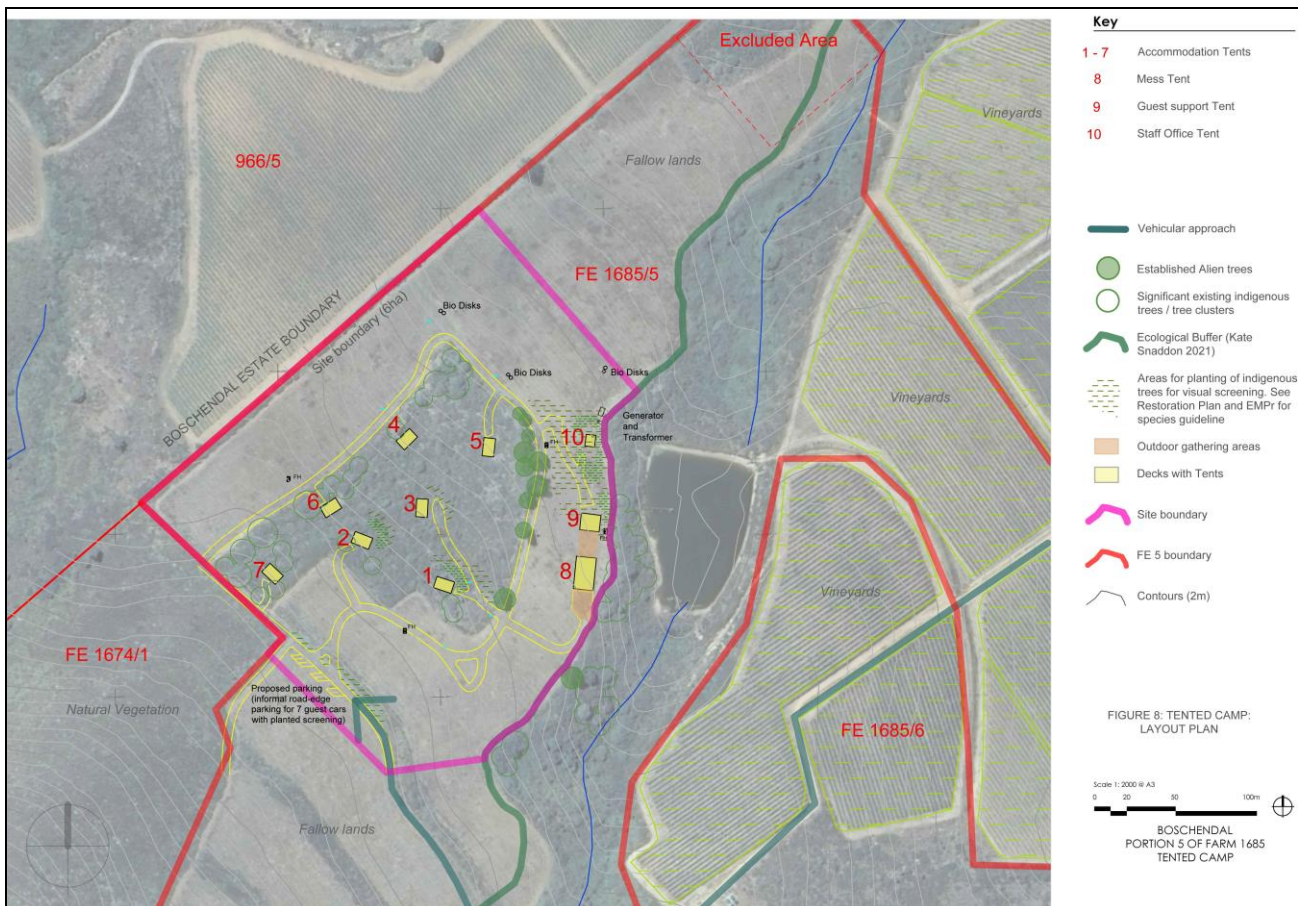 Excluded Area
Vineyards
966/5
Fallow lands
FE 1685/5
BOSCHENDAL ESTATE BOUNDARY
Site boundary (6ha)
Bio Disks
Bio Disks
Bio Disks
Generator
and
Transformer
4
5
10
FH
FH
6
3
9
FH
2
8
7
1
FH
Vineyards
Vineyards
FE 1674/1
Natural Vegetation
Proposed parking
(informal road-edge
parking for 7 guest cars
with planted screening)
FE 1685/6
Fallow lands
Key
1 - 7 Accommodation Tents
8 Mess Tent
9 Guest support Tent
10 Staff Office Tent
Vehicular approach
Established Alien trees
Significant existing indigenous
trees / tree clusters
Ecological Buffer (Kate
Snaddon 2021)
Areas for planting of indigenous
trees for visual screening. See
Restoration Plan and EMPr for
species guideline
Outdoor gathering areas
Decks with Tents
Site boundary
FE 5 boundary
Contours (2m)
FIGURE 8: TENTED CAMP:
LAYOUT PLAN
Scale 1: 2000 @ A3
0 20 50 100m
BOSCHENDAL
PORTION 5 OF FARM 1685
TENTED CAMP